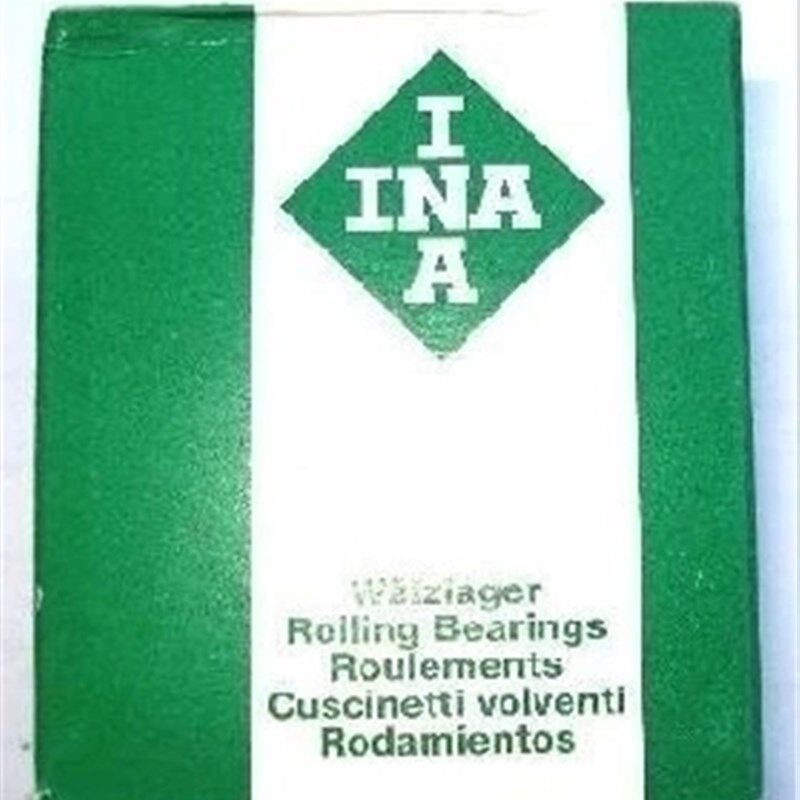 I
INA
A
Wälzlager
Rolling Bearings
Roulements
Cuscinetti volventi
Rodamientos